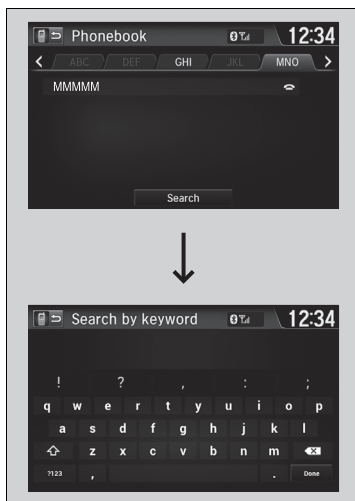 Phonebook 12:34
ABC DEF GHI JKL MNO
MMMMM
Search
Search by keyword 12:34
! ? , : ;
q w e r t y u i o p
a s d f g h j k l
z x c v b n m
?123 , . Done